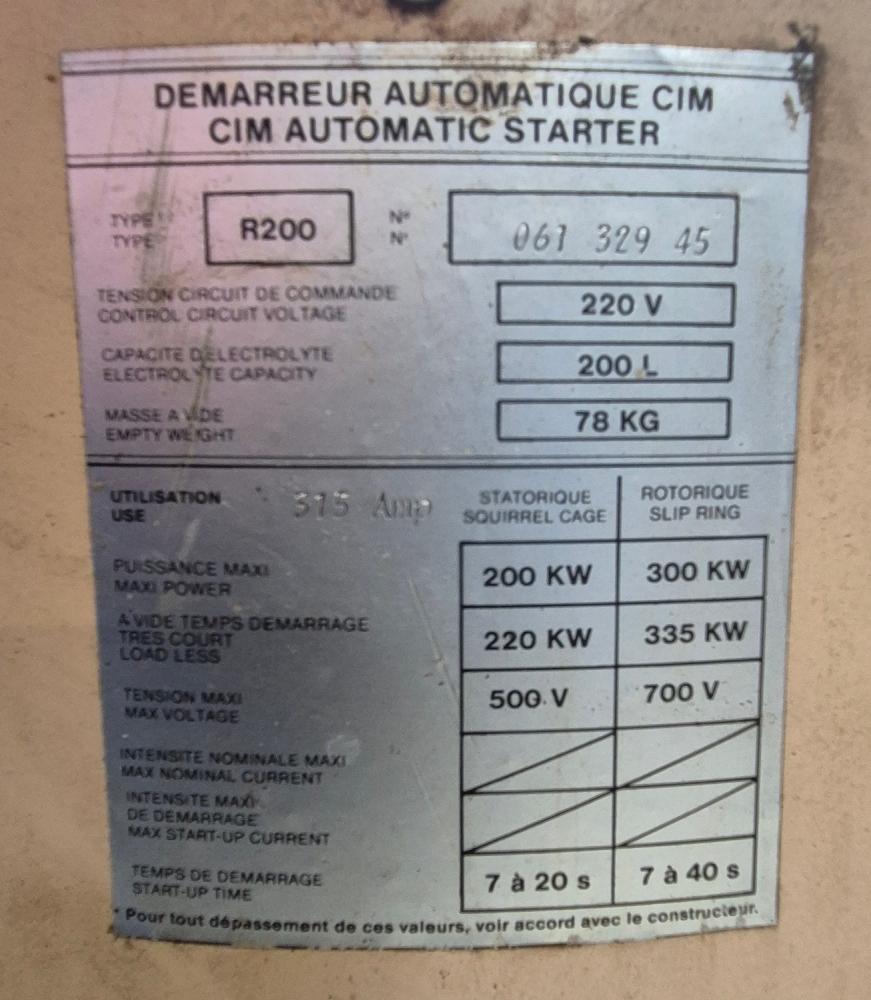 DEMARREUR AUTOMATIQUE CIM
CIM AUTOMATIC STARTER
TYPE R200 N° 061 329 45
TYPE N°
TENSION CIRCUIT DE COMMANDE 220 V
CONTROL CIRCUIT VOLTAGE
CAPACITE D'ELECTROLYTE 200 L
ELECTROLYTE CAPACITY
MASSE A VIDE 78 KG
EMPTY WEIGHT
UTILISATION 315 Amp STATORIQUE ROTORIQUE
USE SQUIRREL CAGE SLIP RING
PUISSANCE MAXI 200 KW 300 KW
MAXI POWER
A VIDE TEMPS DEMARRAGE 220 KW 335 KW
TRES COURT
LOAD LESS
TENSION MAXI 500 V 700 V
MAX VOLTAGE
INTENSITE NOMINALE MAXI
MAX NOMINAL CURRENT
INTENSITE MAXI
DE DEMARRAGE
MAX START-UP CURRENT
TEMPS DE DEMARRAGE 7 à 20 s 7 à 40 s
START-UP TIME
* Pour tout dépassement de ces valeurs, voir accord avec le constructeur.